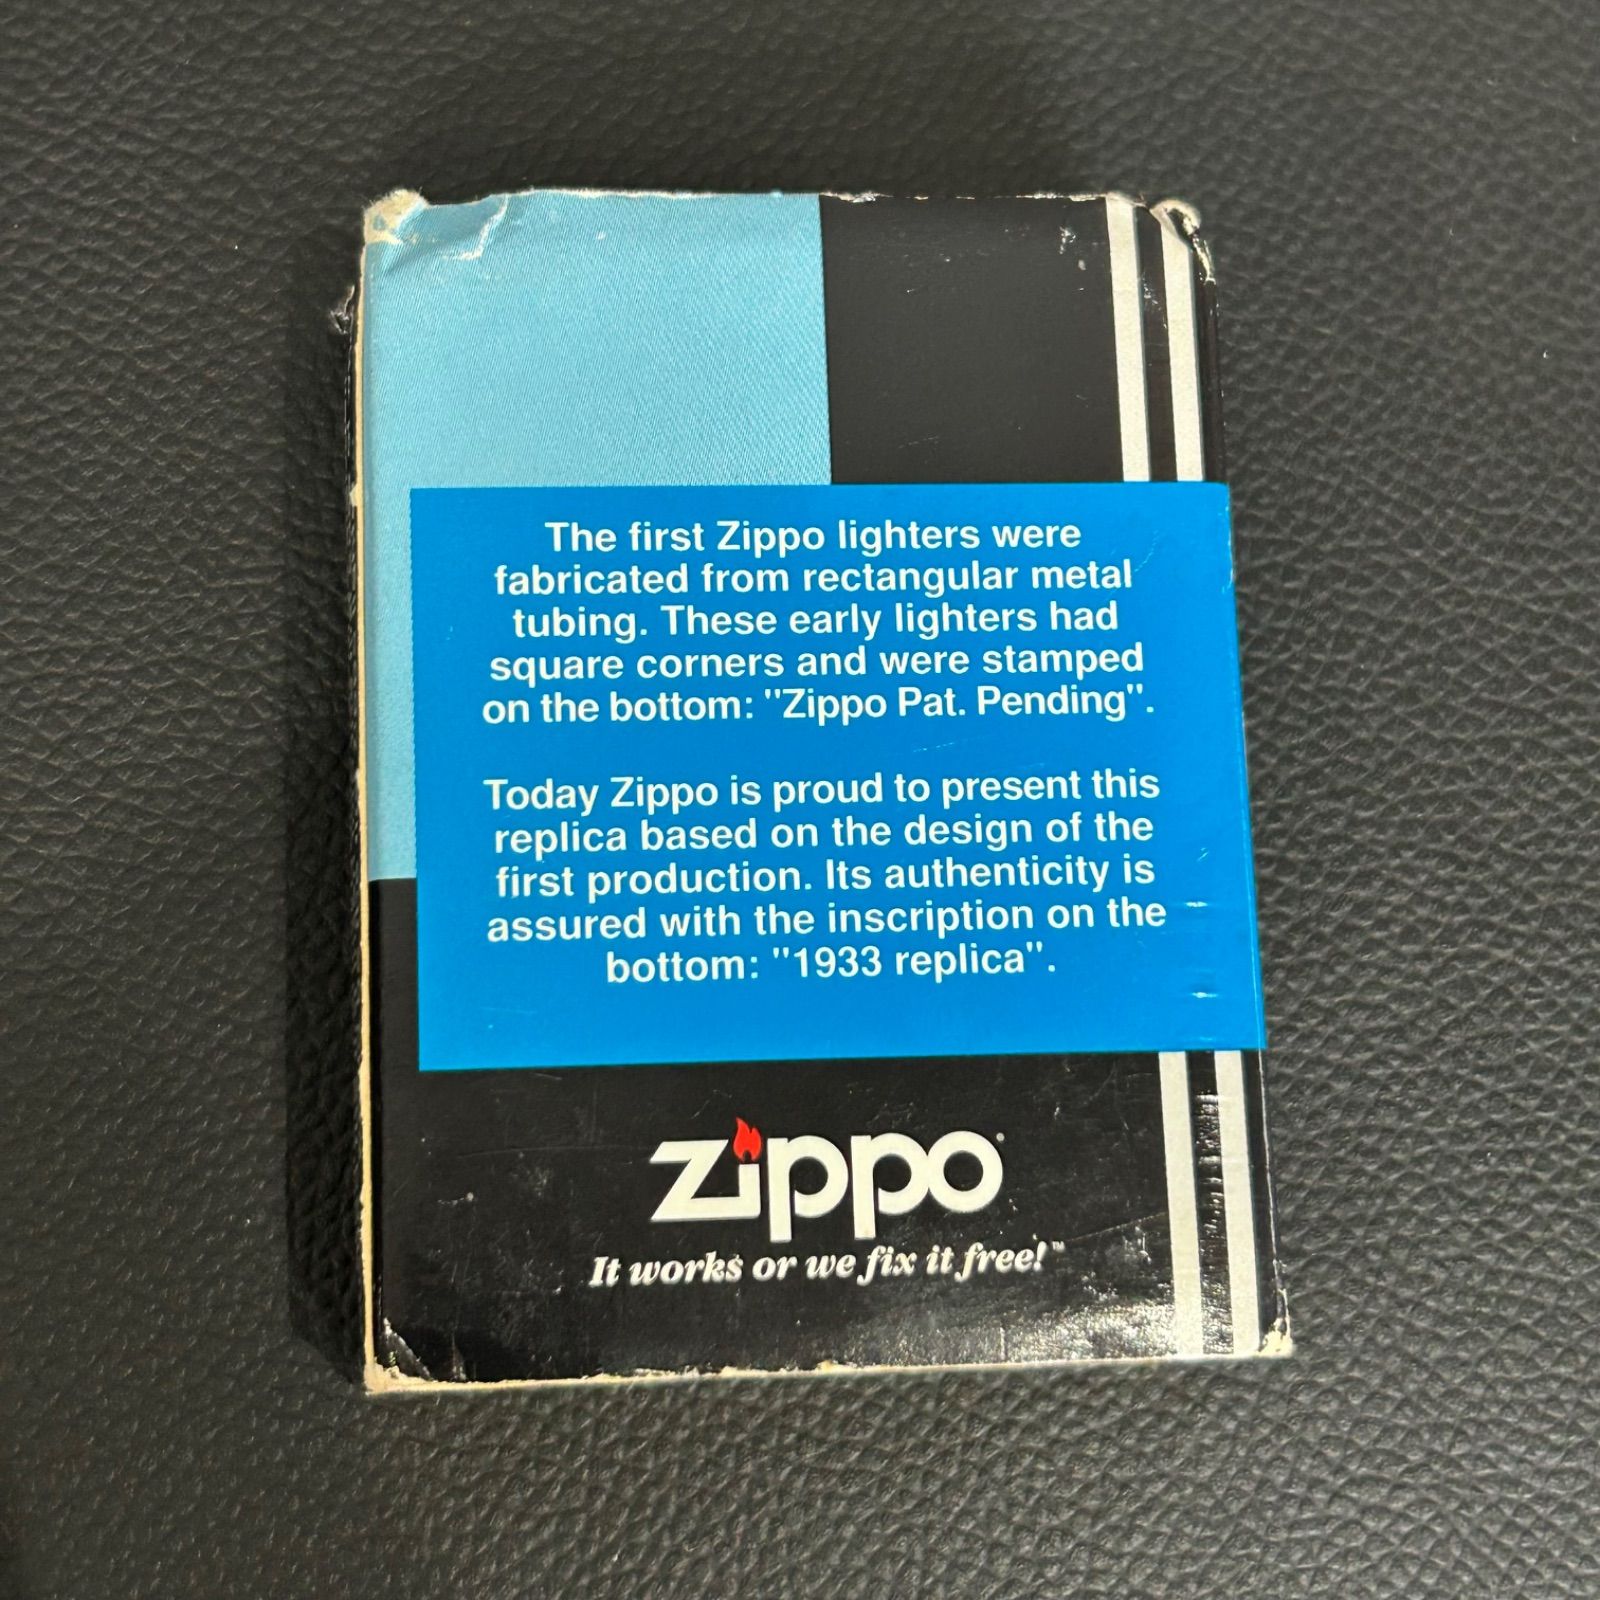 The first Zippo lighters were
fabricated from rectangular metal
tubing. These early lighters had
square corners and were stamped
on the bottom: "Zippo Pat. Pending".
Today Zippo is proud to present this
replica based on the design of the
first production. Its authenticity is
assured with the inscription on the
bottom: "1933 replica".
zippo
It works or we fix it free!™